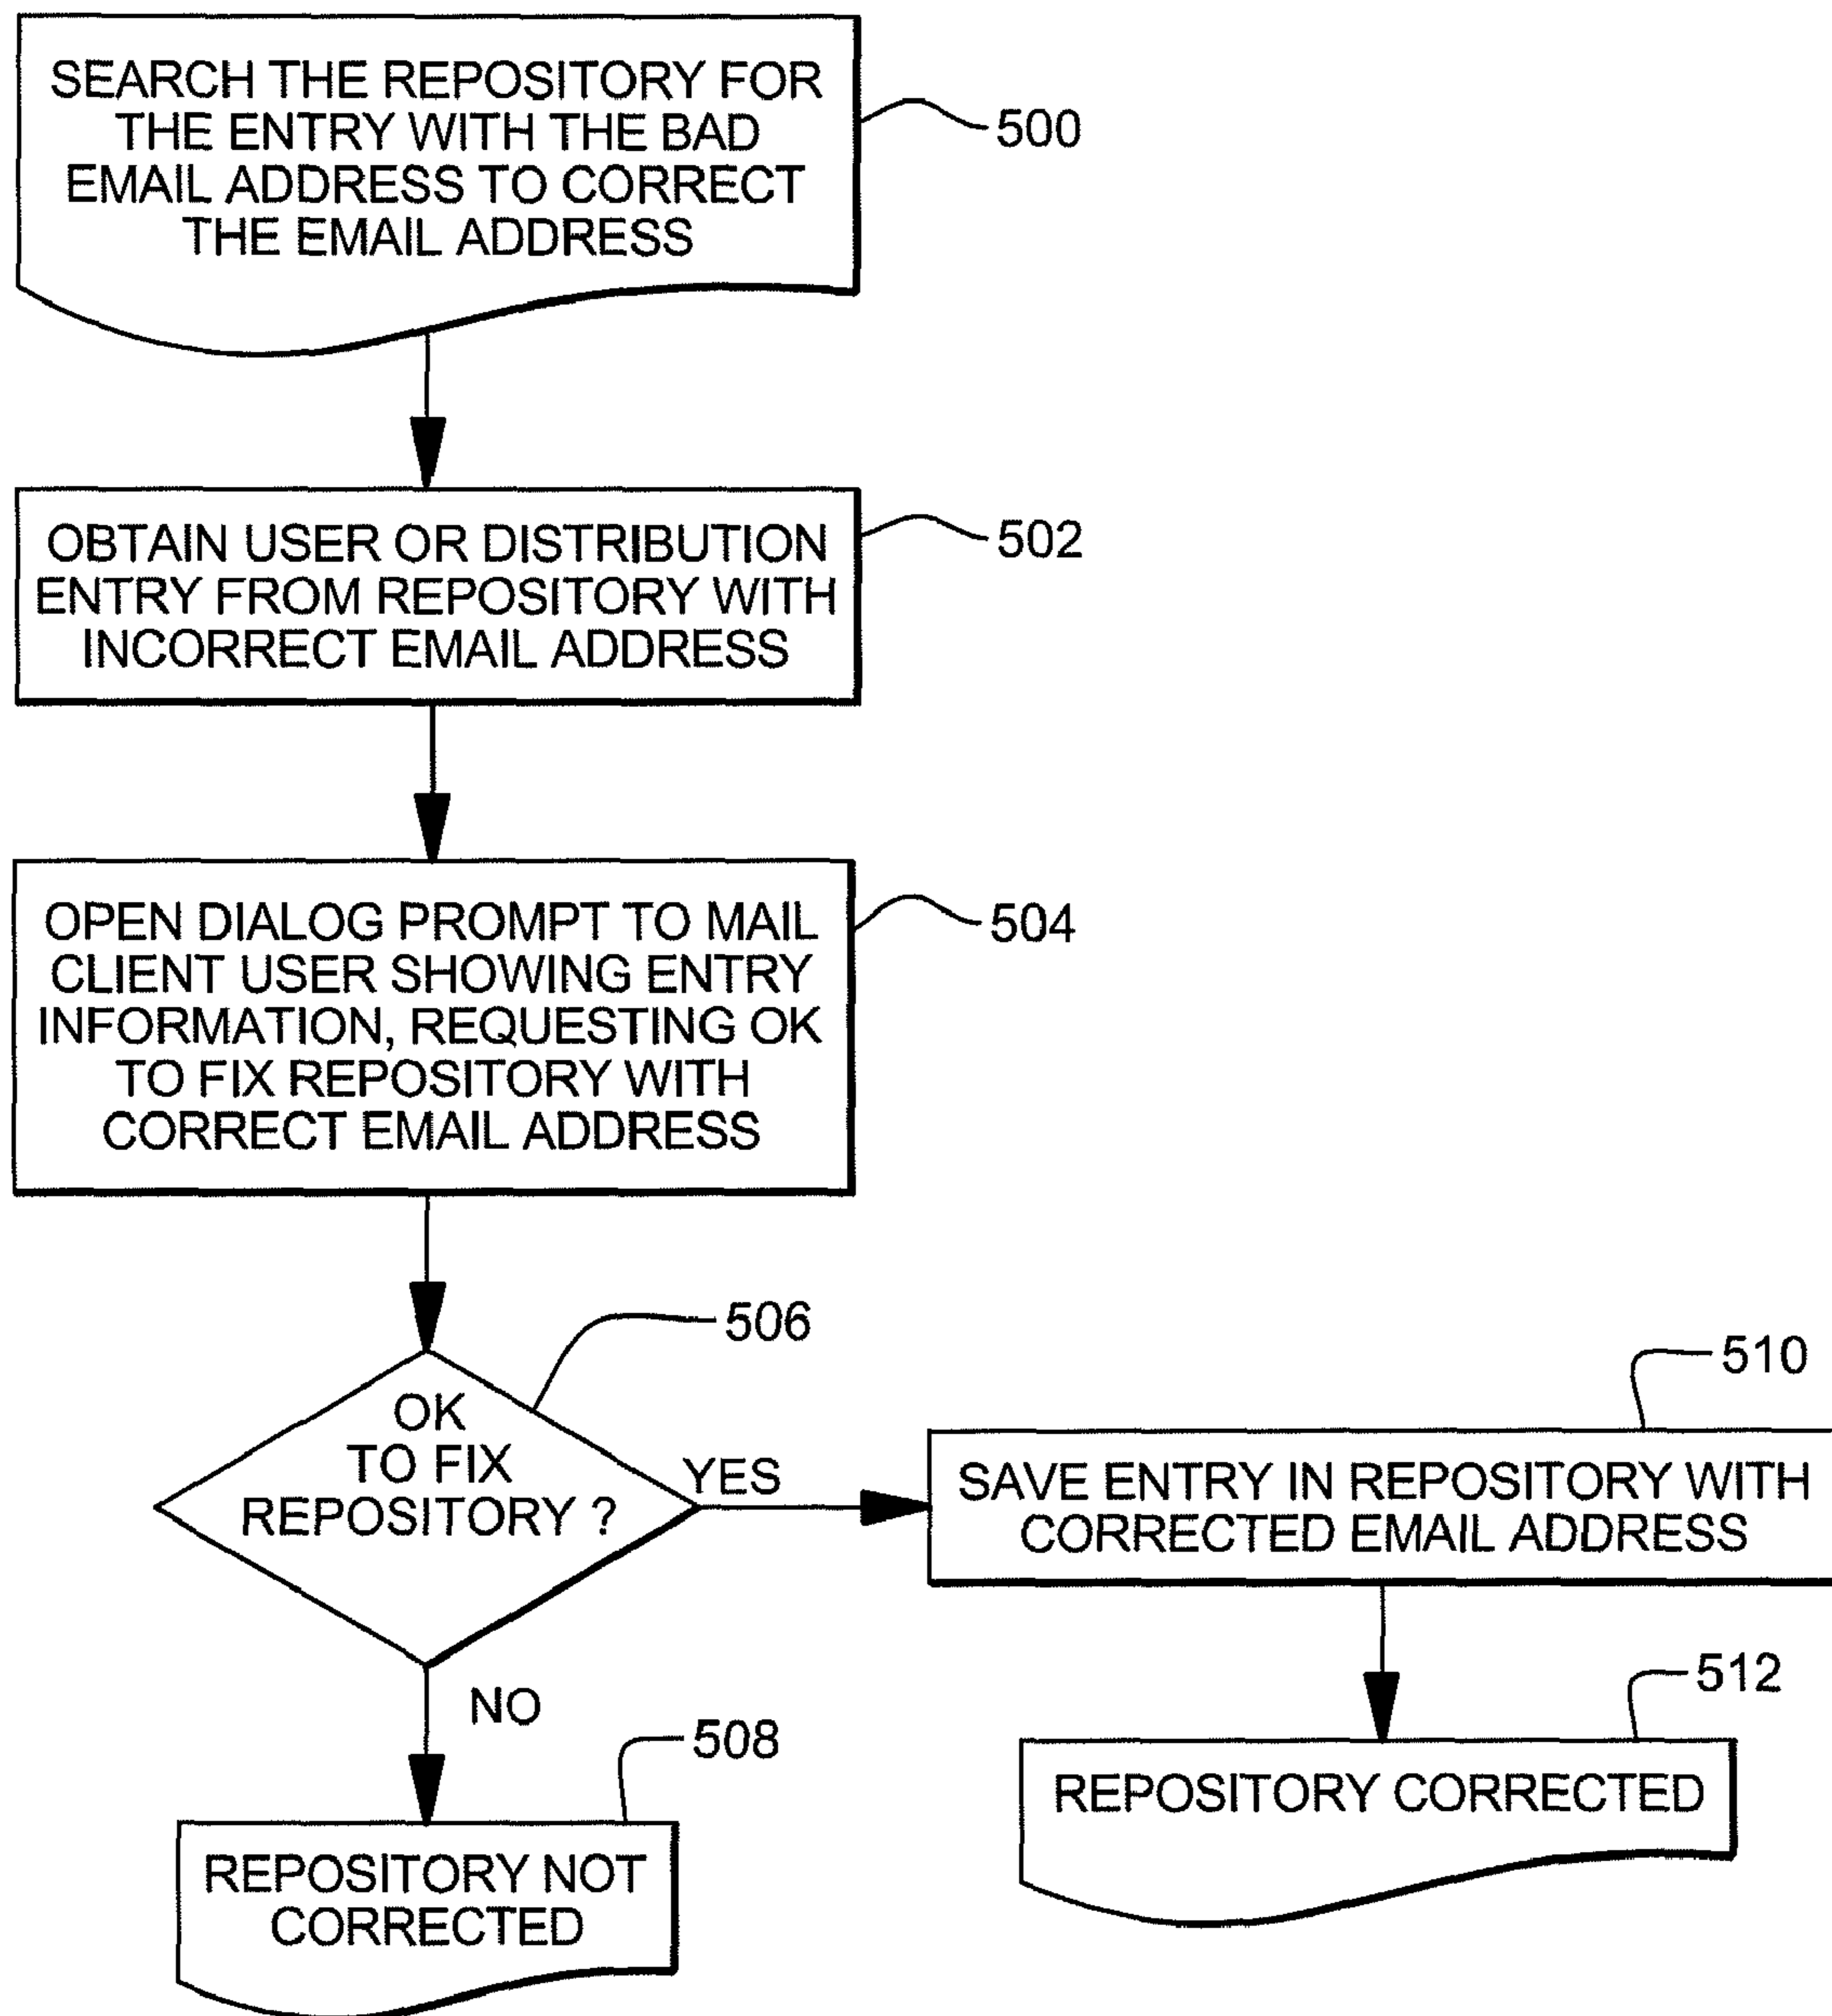 SEARCH THE REPOSITORY FOR
THE ENTRY WITH THE BAD
EMAIL ADDRESS TO CORRECT
THE EMAIL ADDRESS
500
OBTAIN USER OR DISTRIBUTION
ENTRY FROM REPOSITORY WITH
INCORRECT EMAIL ADDRESS
502
OPEN DIALOG PROMPT TO MAIL
CLIENT USER SHOWING ENTRY
INFORMATION, REQUESTING OK
TO FIX REPOSITORY WITH
CORRECT EMAIL ADDRESS
504
OK
TO FIX
REPOSITORY ?
506
YES
NO
510
SAVE ENTRY IN REPOSITORY WITH
CORRECTED EMAIL ADDRESS
512
REPOSITORY CORRECTED
508
REPOSITORY NOT
CORRECTED